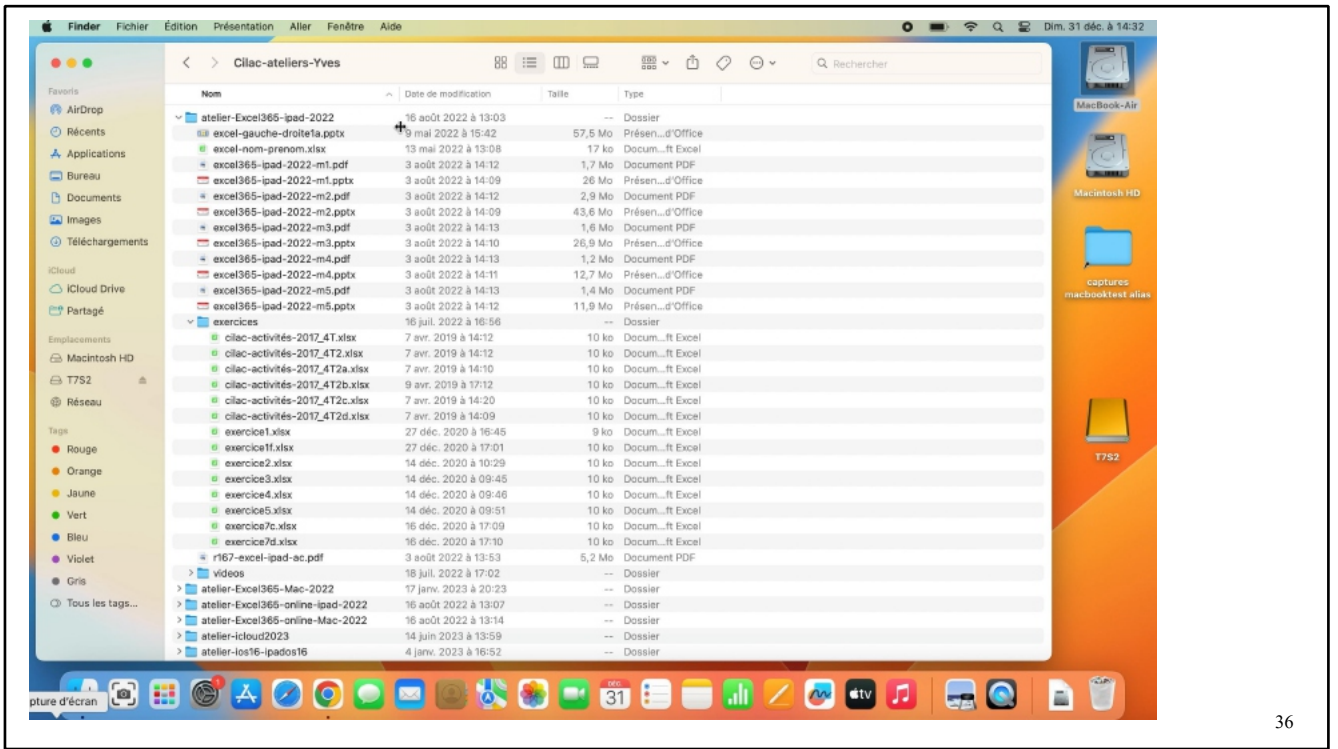 Finder Fichier Édition Présentation Aller Fenêtre Aide Dim. 31 déc. à 14:32
Cilac-ateliers-Yves Rechercher
Favoris
AirDrop
Récents
Applications
Bureau
Documents
Images
Téléchargements
iCloud
iCloud Drive
Partagé
Emplacements
Macintosh HD
T7S2
Réseau
Tags
Rouge
Orange
Jaune
Vert
Bleu
Violet
Gris
Tous les tags...
Nom Date de modification Taille Type
atelier-Excel365-ipad-2022 16 août 2022 à 13:03 -- Dossier
excel-gauche-droite1a.pptx 9 mai 2022 à 15:42 57,5 Mo Présen...d'Office
excel-nom-prenom.xlsx 13 mai 2022 à 13:08 17 ko Docum...ft Excel
excel365-ipad-2022-m1.pdf 3 août 2022 à 14:12 1,7 Mo Document PDF
excel365-ipad-2022-m1.pptx 3 août 2022 à 14:09 26 Mo Présen...d'Office
excel365-ipad-2022-m2.pdf 3 août 2022 à 14:12 2,9 Mo Document PDF
excel365-ipad-2022-m2.pptx 3 août 2022 à 14:09 43,6 Mo Présen...d'Office
excel365-ipad-2022-m3.pdf 3 août 2022 à 14:13 1,6 Mo Document PDF
excel365-ipad-2022-m3.pptx 3 août 2022 à 14:10 26,9 Mo Présen...d'Office
excel365-ipad-2022-m4.pdf 3 août 2022 à 14:13 1,2 Mo Document PDF
excel365-ipad-2022-m4.pptx 3 août 2022 à 14:11 12,7 Mo Présen...d'Office
excel365-ipad-2022-m5.pdf 3 août 2022 à 14:13 1,4 Mo Document PDF
excel365-ipad-2022-m5.pptx 3 août 2022 à 14:12 11,9 Mo Présen...d'Office
exercices 16 juil. 2022 à 16:56 -- Dossier
cilac-activités-2017_4T.xlsx 7 avr. 2019 à 14:12 10 ko Docum...ft Excel
cilac-activités-2017_4T2.xlsx 7 avr. 2019 à 14:12 10 ko Docum...ft Excel
cilac-activités-2017_4T2a.xlsx 7 avr. 2019 à 14:10 10 ko Docum...ft Excel
cilac-activités-2017_4T2b.xlsx 9 avr. 2019 à 17:12 10 ko Docum...ft Excel
cilac-activités-2017_4T2c.xlsx 7 avr. 2019 à 14:20 10 ko Docum...ft Excel
cilac-activités-2017_4T2d.xlsx 7 avr. 2019 à 14:09 10 ko Docum...ft Excel
exercice1.xlsx 27 déc. 2020 à 16:45 9 ko Docum...ft Excel
exercice1f.xlsx 27 déc. 2020 à 17:01 10 ko Docum...ft Excel
exercice2.xlsx 14 déc. 2020 à 10:29 10 ko Docum...ft Excel
exercice3.xlsx 14 déc. 2020 à 09:45 10 ko Docum...ft Excel
exercice4.xlsx 14 déc. 2020 à 09:46 10 ko Docum...ft Excel
exercice5.xlsx 14 déc. 2020 à 09:51 10 ko Docum...ft Excel
exercice7c.xlsx 16 déc. 2020 à 17:09 10 ko Docum...ft Excel
exercice7d.xlsx 16 déc. 2020 à 17:10 10 ko Docum...ft Excel
r167-excel-ipad-ac.pdf 3 août 2022 à 13:53 5,2 Mo Document PDF
videos 18 juil. 2022 à 17:02 -- Dossier
atelier-Excel365-Mac-2022 17 janv. 2023 à 20:23 -- Dossier
atelier-Excel365-online-ipad-2022 16 août 2022 à 13:07 -- Dossier
atelier-Excel365-online-Mac-2022 16 août 2022 à 13:14 -- Dossier
atelier-icloud2023 14 juin 2023 à 13:59 -- Dossier
atelier-ios16-ipados16 4 janv. 2023 à 16:52 -- Dossier
MacBook-Air
Macintosh HD
captures
macbooktest alias
T7S2
pture d'écran
DÉC
31
tv
36